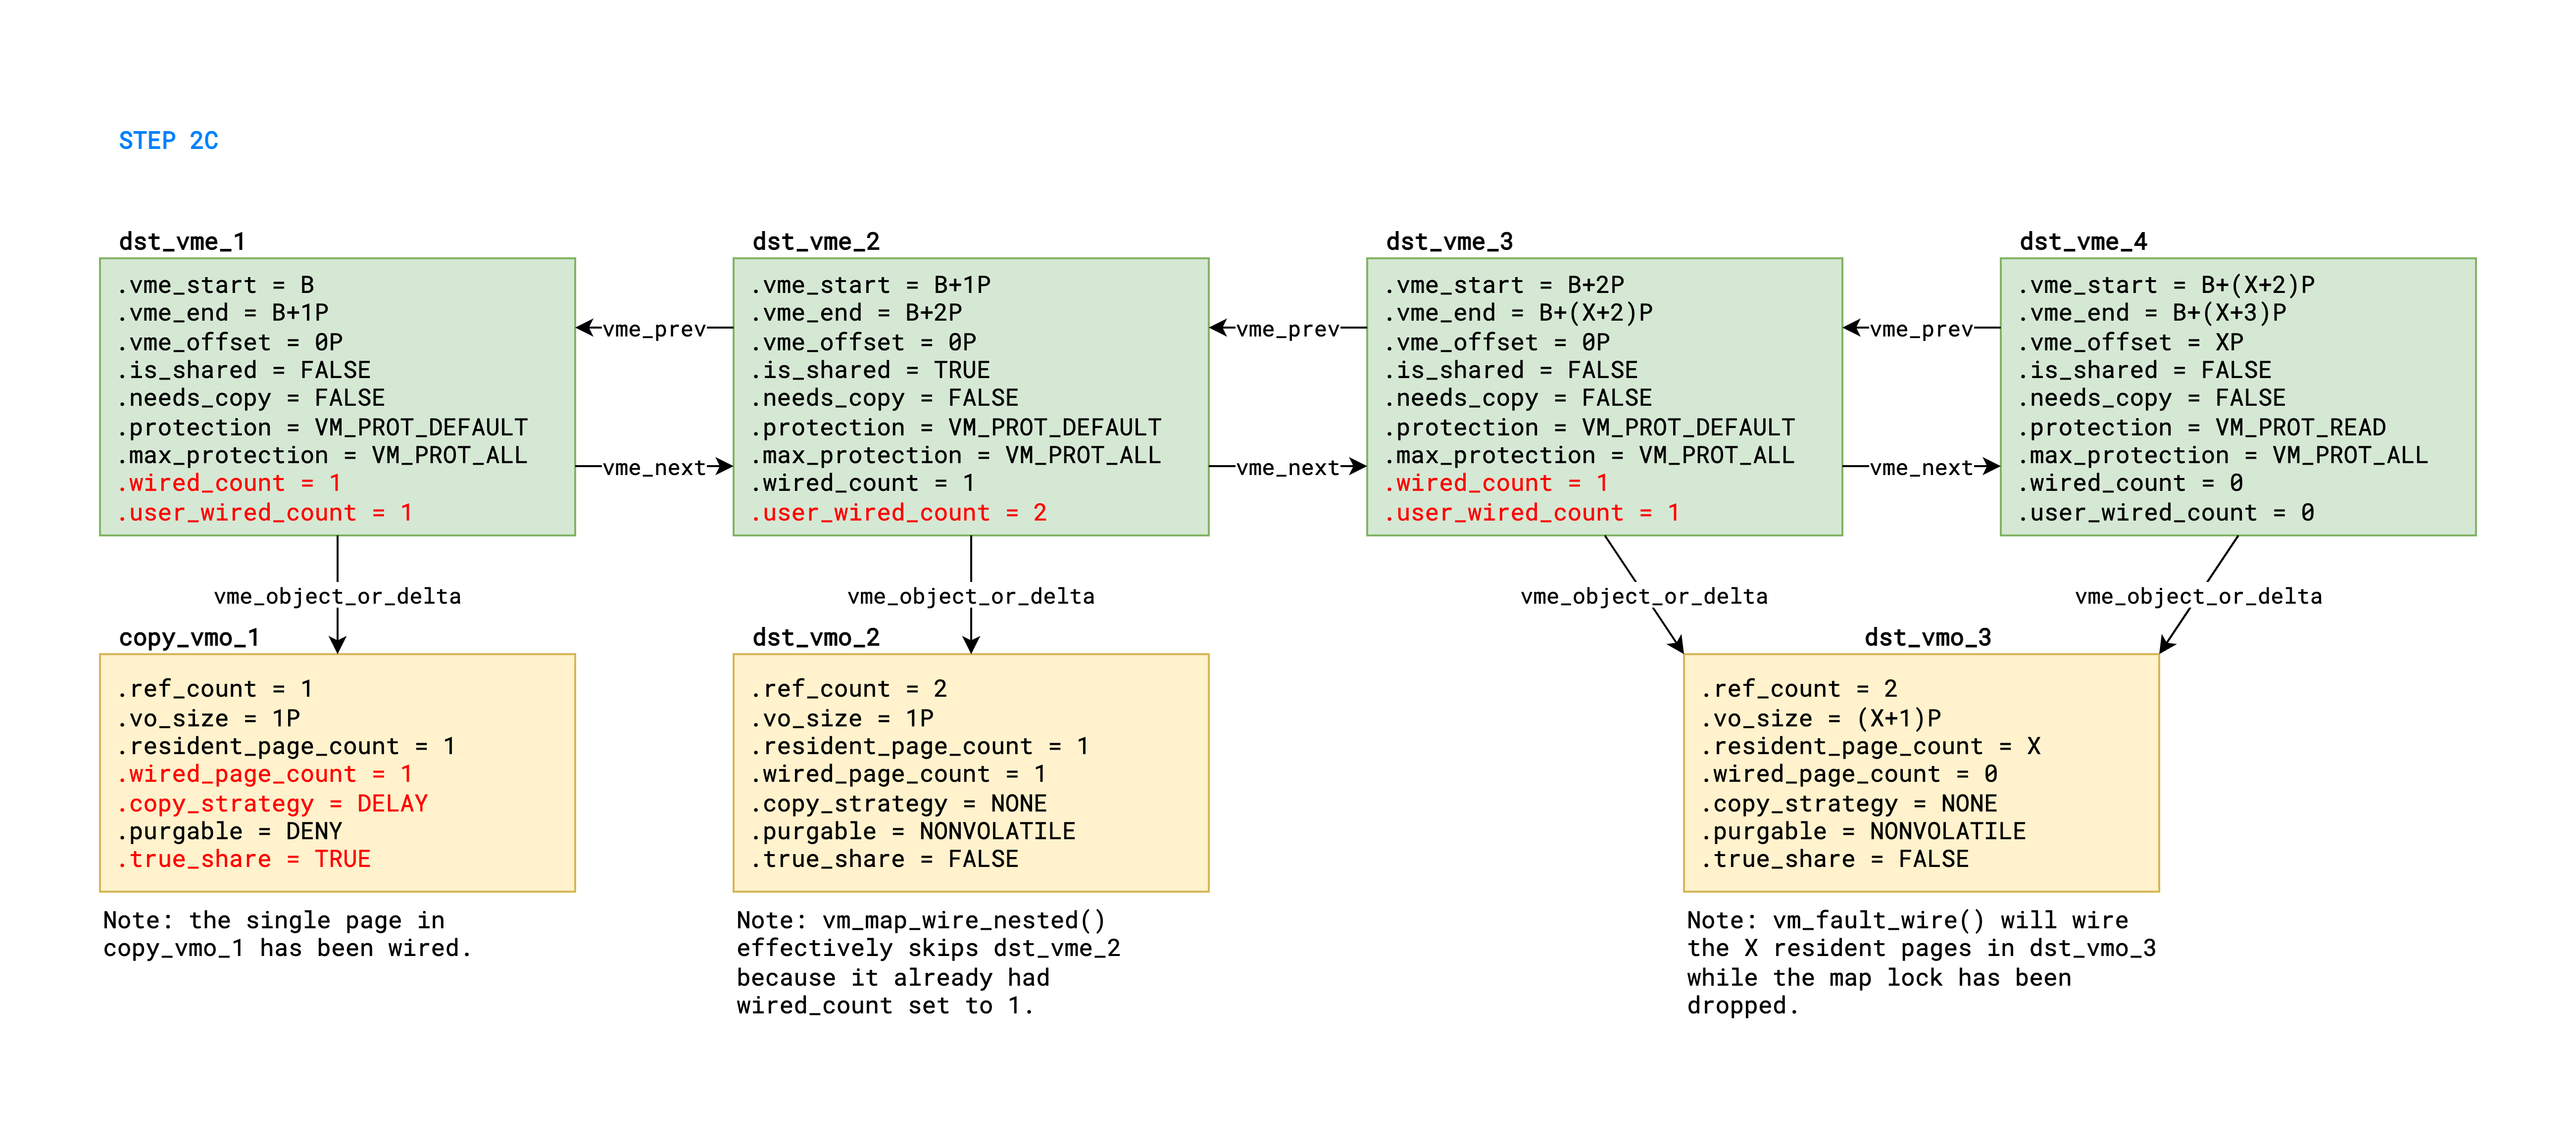 STEP 2C
dst_vme_1
.vme_start = B
.vme_end = B+1P
.vme_offset = 0P
.is_shared = FALSE
.needs_copy = FALSE
.protection = VM_PROT_DEFAULT
.max_protection = VM_PROT_ALL
.wired_count = 1
.user_wired_count = 1
vme_prev
vme_next
dst_vme_2
.vme_start = B+1P
.vme_end = B+2P
.vme_offset = 0P
.is_shared = TRUE
.needs_copy = FALSE
.protection = VM_PROT_DEFAULT
.max_protection = VM_PROT_ALL
.wired_count = 1
.user_wired_count = 2
vme_prev
vme_next
dst_vme_3
.vme_start = B+2P
.vme_end = B+(X+2)P
.vme_offset = 0P
.is_shared = FALSE
.needs_copy = FALSE
.protection = VM_PROT_DEFAULT
.max_protection = VM_PROT_ALL
.wired_count = 1
.user_wired_count = 1
vme_prev
vme_next
dst_vme_4
.vme_start = B+(X+2)P
.vme_end = B+(X+3)P
.vme_offset = XP
.is_shared = FALSE
.needs_copy = FALSE
.protection = VM_PROT_READ
.max_protection = VM_PROT_ALL
.wired_count = 0
.user_wired_count = 0
vme_object_or_delta
vme_object_or_delta
vme_object_or_delta
vme_object_or_delta
copy_vmo_1
.ref_count = 1
.vo_size = 1P
.resident_page_count = 1
.wired_page_count = 1
.copy_strategy = DELAY
.purgable = DENY
.true_share = TRUE
Note: the single page in
copy_vmo_1 has been wired.
dst_vmo_2
.ref_count = 2
.vo_size = 1P
.resident_page_count = 1
.wired_page_count = 1
.copy_strategy = NONE
.purgable = NONVOLATILE
.true_share = FALSE
Note: vm_map_wire_nested()
effectively skips dst_vme_2
because it already had
wired_count set to 1.
dst_vmo_3
.ref_count = 2
.vo_size = (X+1)P
.resident_page_count = X
.wired_page_count = 0
.copy_strategy = NONE
.purgable = NONVOLATILE
.true_share = FALSE
Note: vm_fault_wire() will wire
the X resident pages in dst_vmo_3
while the map lock has been
dropped.